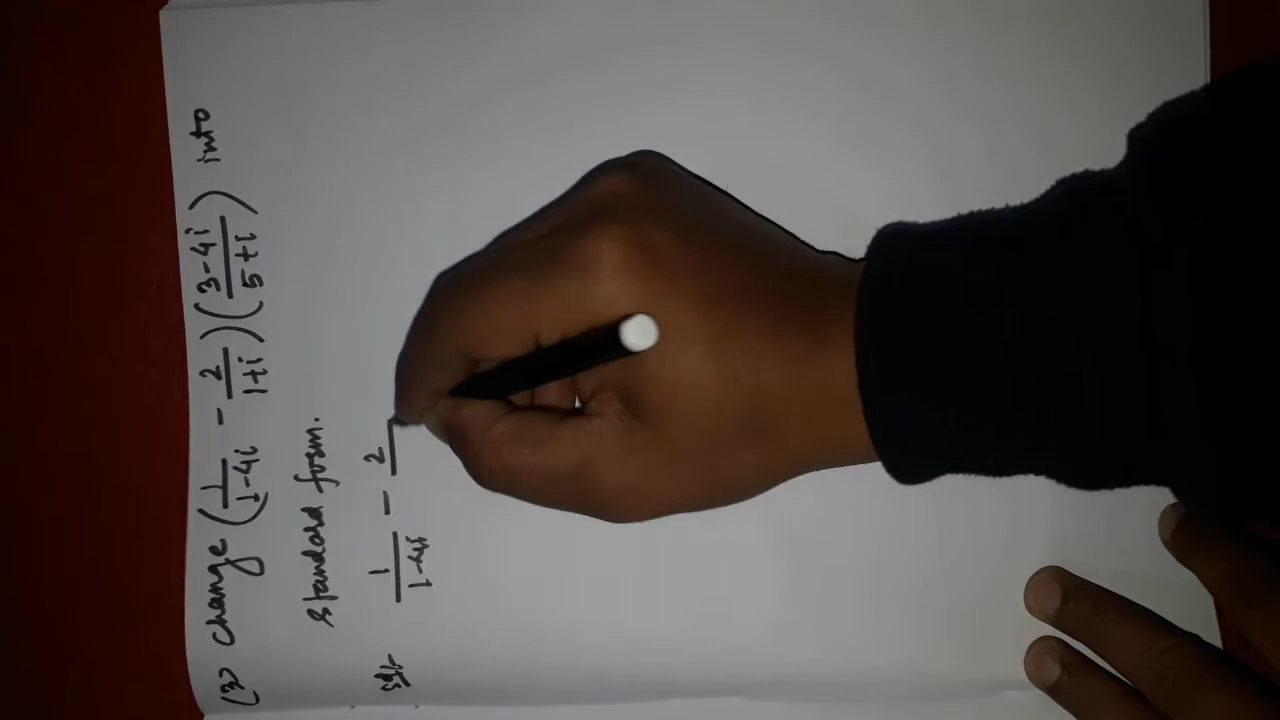 (3) change (1/1-4i - 2/1+i)(3-4i/5+i) into
standard form.
Sol: 1/1-4i - 2/